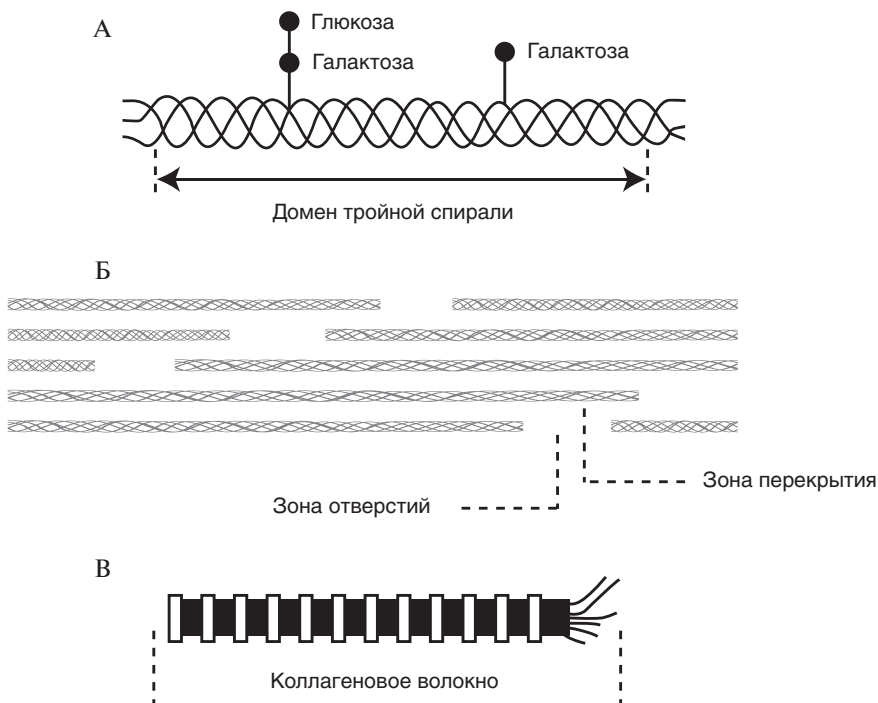 А
Глюкоза
Галактоза
Галактоза
Домен тройной спирали
Б
Зона перекрытия
Зона отверстий
В
Коллагеновое волокно